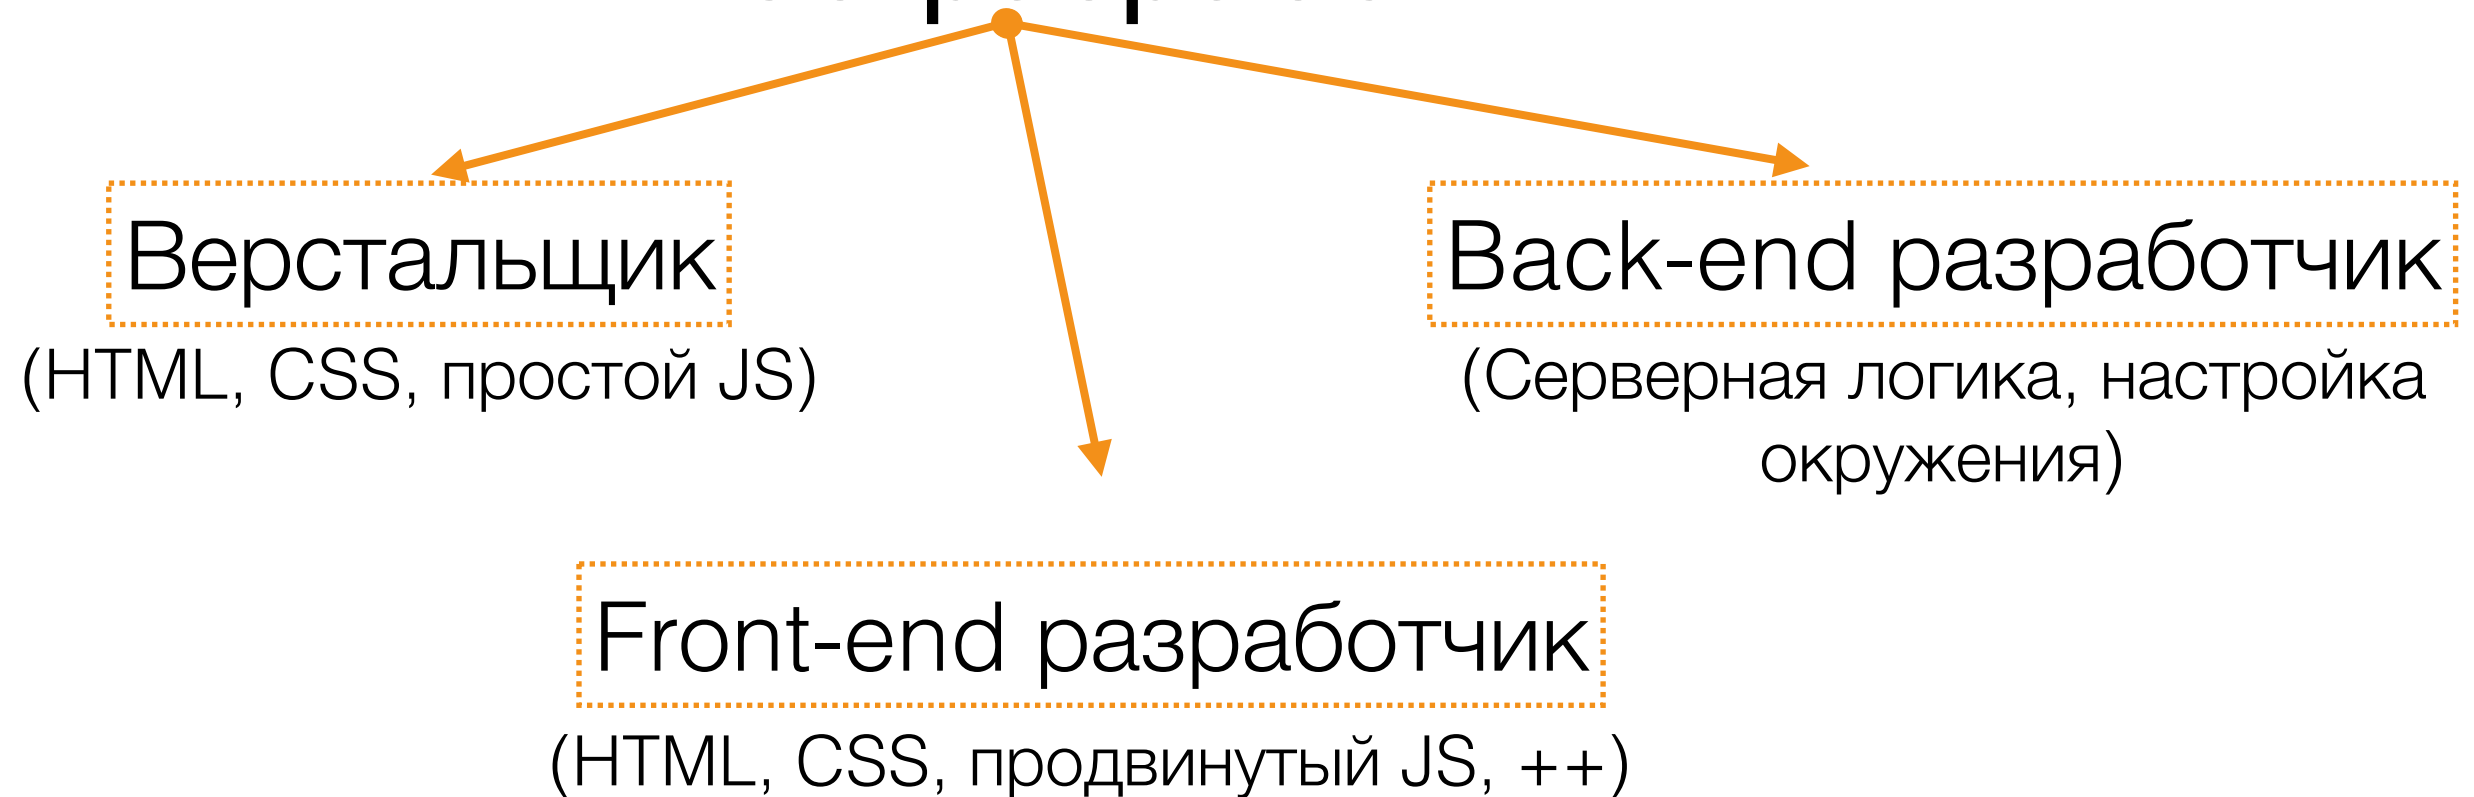 Верстальщик
(HTML, CSS, простой JS)
Back-end разработчик
(Серверная логика, настройка
окружения)
Front-end разработчик
(HTML, CSS, продвинутый JS, ++)